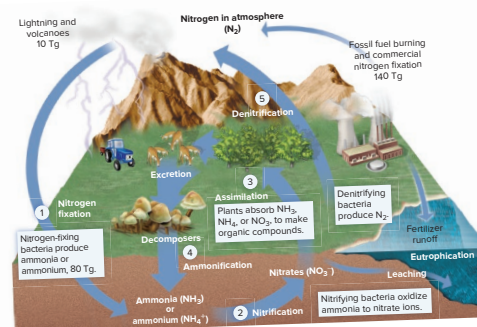 Lightning and
volcanoes
10 Tg
Nitrogen in atmosphere
(N₂)
Fossil fuel burning
and commercial
nitrogen fixation
140 Tg
5
Denitrification
Excretion
3
Assimilation
Plants absorb NH₃,
NH₄, or NO₃, to make
organic compounds.
Denitrifying
bacteria
produce N₂.
1
Nitrogen
fixation
Nitrogen-fixing
bacteria produce
ammonia or
ammonium, 80 Tg.
Decomposers
4
Ammonification
Fertilizer
runoff
Eutrophication
Nitrates (NO₃⁻)
Leaching
Ammonia (NH₃)
or
ammonium (NH₄⁺)
2
Nitrification
Nitrifying bacteria oxidize
ammonia to nitrate ions.